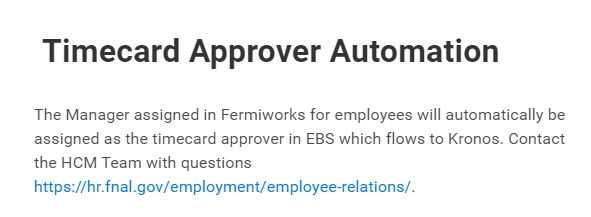 Timecard Approver Automation
The Manager assigned in Fermiworks for employees will automatically be
assigned as the timecard approver in EBS which flows to Kronos. Contact
the HCM Team with questions
https://hr.fnal.gov/employment/employee-relations/.